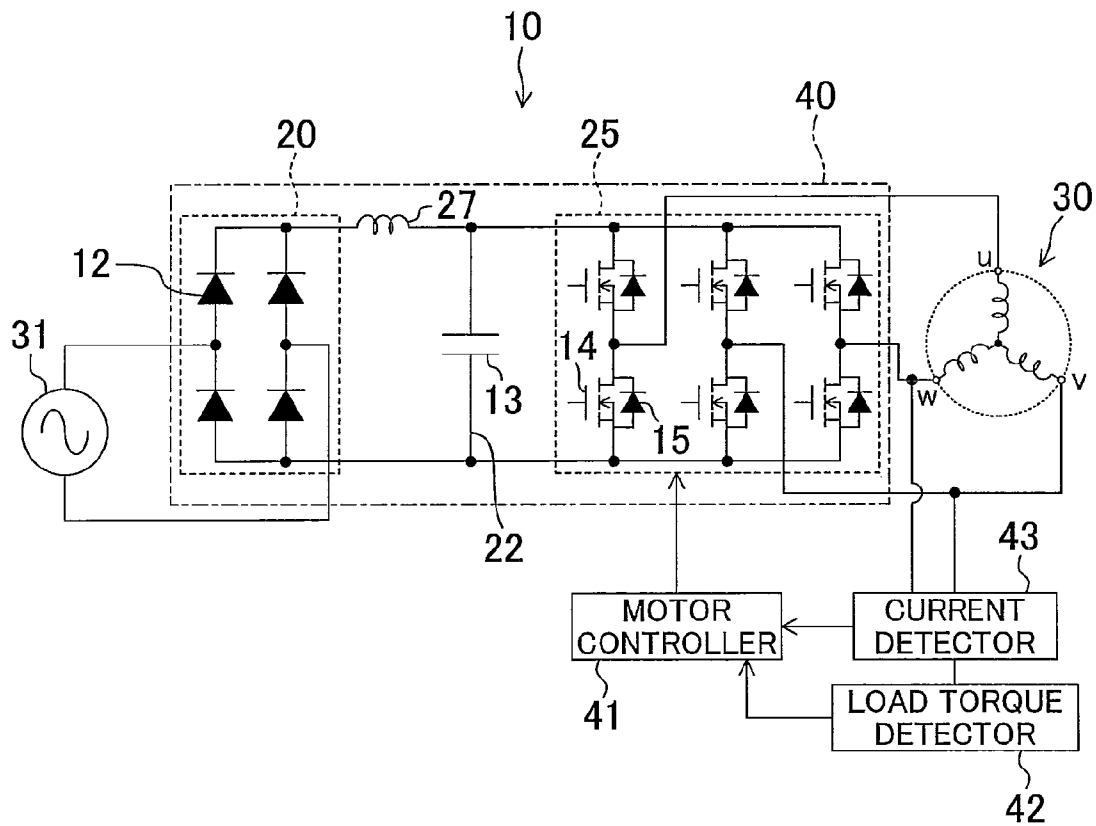 10
40
20
25
27
30
12
u
31
14
13
w
v
15
22
43
MOTOR
CONTROLLER
CURRENT
DETECTOR
41
LOAD TORQUE
DETECTOR
42